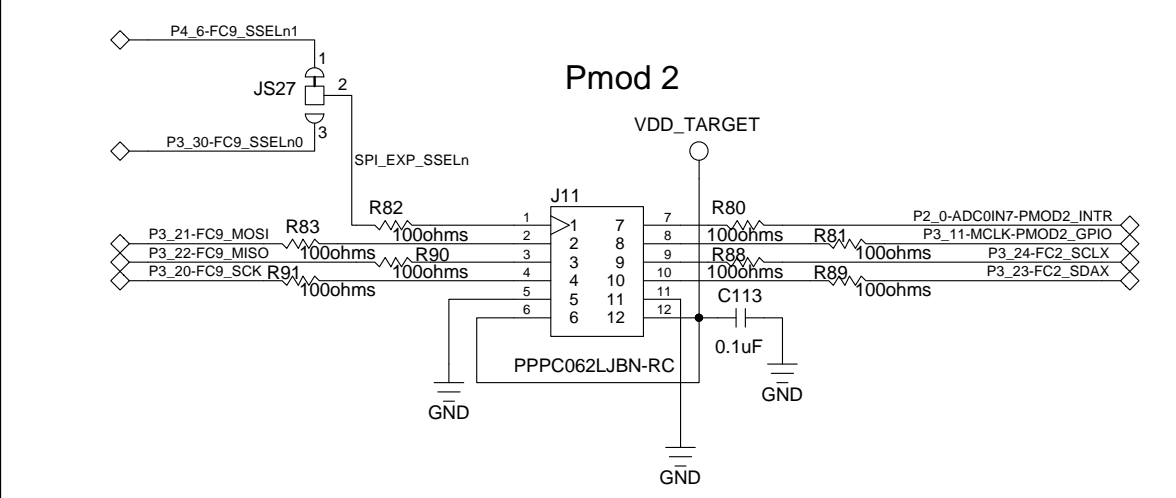 P4_6-FC9_SSELn1
1
JS27
2
3
P3_30-FC9_SSELn0
SPI_EXP_SSELn
Pmod 2
VDD_TARGET
J11
R82
100ohms
R83
100ohms
R90
100ohms
R91
100ohms
P3_21-FC9_MOSI
P3_22-FC9_MISO
P3_20-FC9_SCK
1
2
3
4
5
6
1 7
2 8
3 9
4 10
5 11
6 12
7
8
9
10
11
12
R80
100ohms
R81
100ohms
R88
100ohms
R89
100ohms
P2_0-ADC0IN7-PMOD2_INTR
P3_11-MCLK-PMOD2_GPIO
P3_24-FC2_SCLX
P3_23-FC2_SDAX
C113
0.1uF
PPPC062LJBN-RC
GND
GND
GND